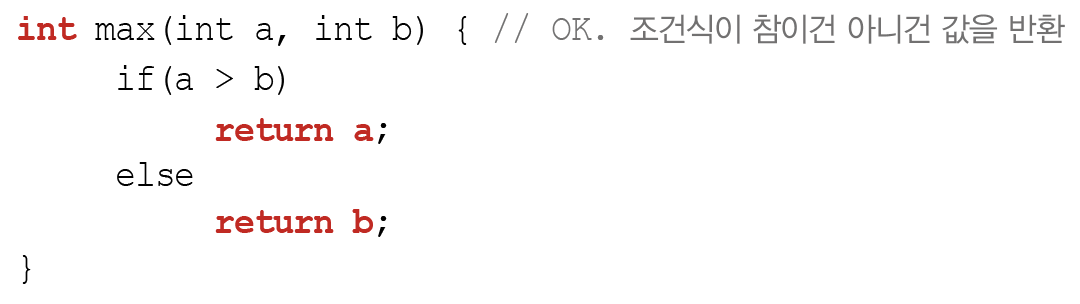 int max(int a, int b) { // OK. 조건식이 참이건 아니건 값을 반환
if(a > b)
return a;
else
return b;
}